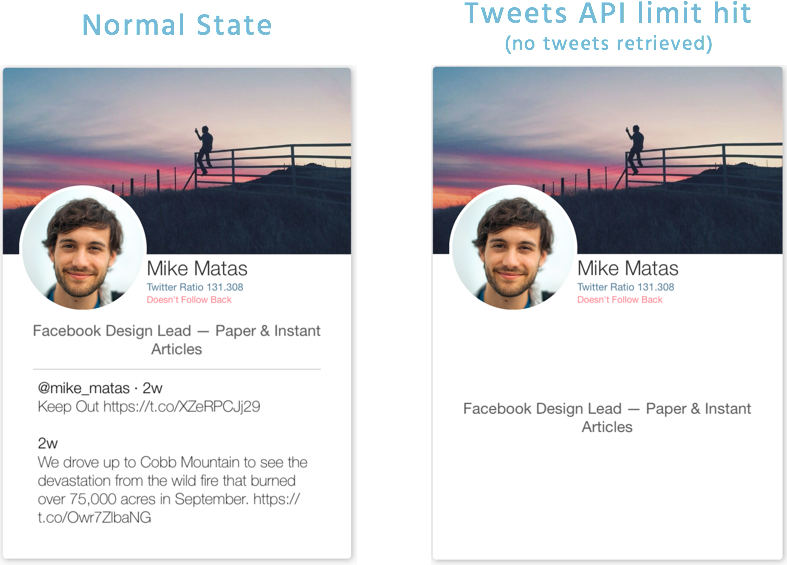 Normal State
Tweets API limit hit
(no tweets retrieved)
Mike Matas
Twitter Ratio 131.308
Doesn't Follow Back
Facebook Design Lead — Paper & Instant
Articles
@mike_matas · 2w
Keep Out https://t.co/XZeRPCJj29
2w
We drove up to Cobb Mountain to see the
devastation from the wild fire that burned
over 75,000 acres in September. https://
t.co/Owr7ZlbaNG
Mike Matas
Twitter Ratio 131.308
Doesn't Follow Back
Facebook Design Lead — Paper & Instant
Articles